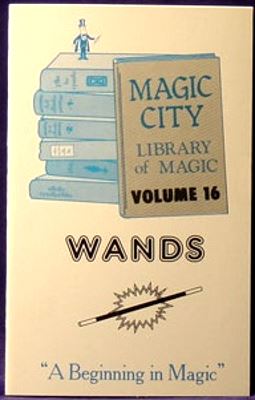 MAGIC
CITY
LIBRARY
of MAGIC
VOLUME 16
WANDS
“A Beginning in Magic”